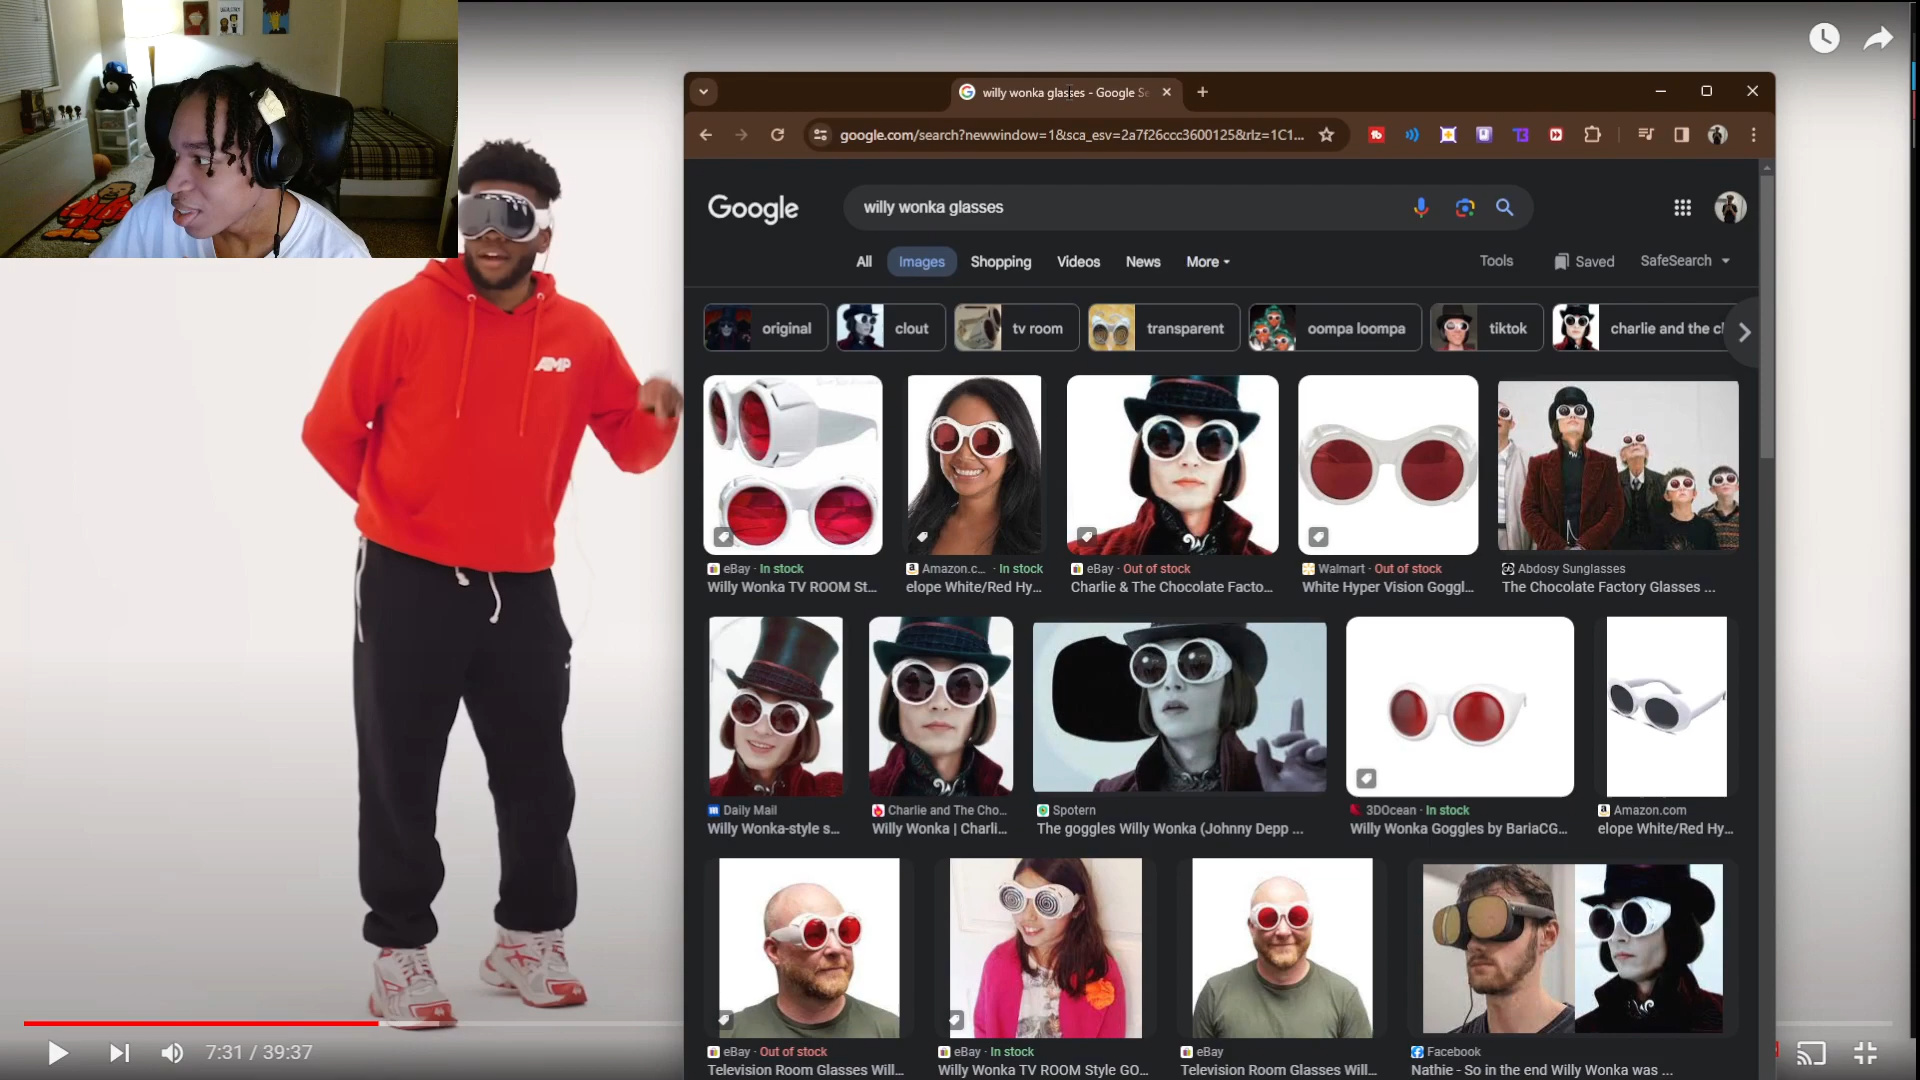 willy wonka glasses - Google Se
google.com/search?newwindow=1&sca_esv=2a7f26ccc3600125&rlz=1C1...
Google
willy wonka glasses
All Images Shopping Videos News More
Tools Saved SafeSearch
original clout tv room transparent oompa loompa tiktok charlie and the cl
AMP
eBay · In stock
Willy Wonka TV ROOM St...
Amazon.c... · In stock
elope White/Red Hy...
eBay · Out of stock
Charlie & The Chocolate Facto...
Walmart · Out of stock
White Hyper Vision Goggl...
Abdosy Sunglasses
The Chocolate Factory Glasses ...
Daily Mail
Willy Wonka-style s...
Charlie and The Cho...
Willy Wonka | Charli...
Spotern
The goggles Willy Wonka (Johnny Depp ...
3DOcean · In stock
Willy Wonka Goggles by BariaCG...
Amazon.com
elope White/Red Hy...
eBay · Out of stock
Television Room Glasses Will...
eBay · In stock
Willy Wonka TV ROOM Style GO...
eBay
Television Room Glasses Will...
Facebook
Nathie - So in the end Willy Wonka was ...
7:31 / 39:37